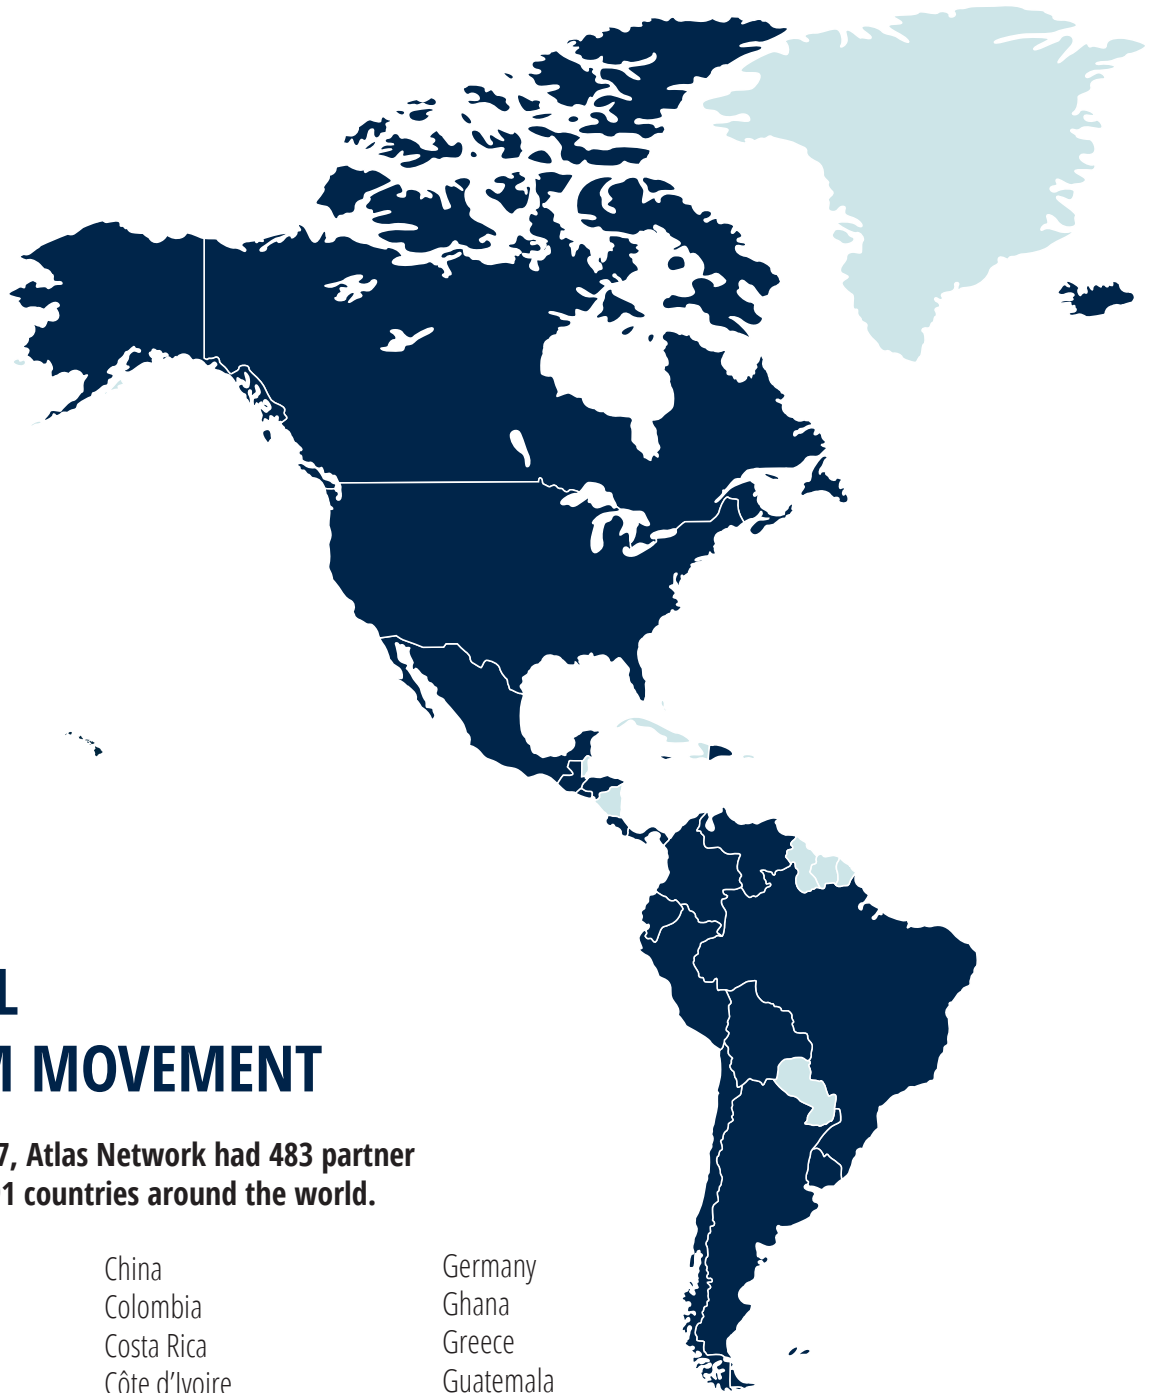 L
M MOVEMENT
7, Atlas Network had 483 partner
1 countries around the world.
China
Colombia
Costa Rica
Côte d’Ivoire
Germany
Ghana
Greece
Guatemala